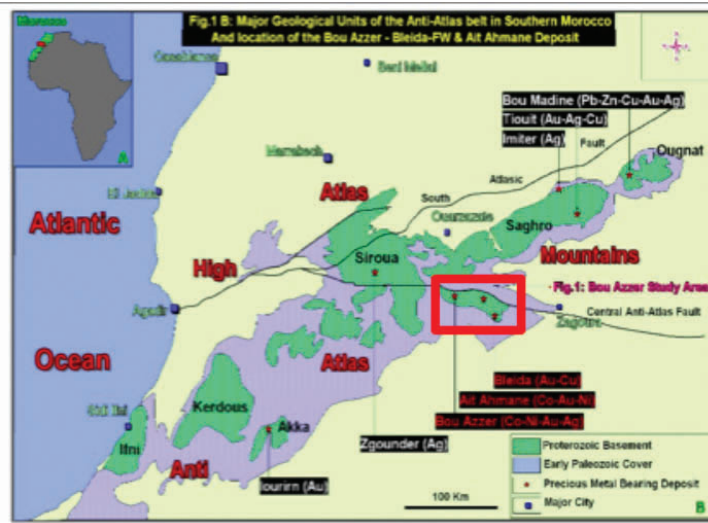 Fig.1 B: Major Geological Units of the Anti-Atlas belt in Southern Morocco
And location of the Bou Azzer - Bleida-FW & Ait Ahmane Deposit
Morocco
A
Casablanca
Beni Mellal
Bou Madine (Pb-Zn-Cu-Au-Ag)
Tiouit (Au-Ag-Cu)
Imiter (Ag)
Fault
Ougnat
Marrakech
Atlasic
South
El Jadida
Atlas
Ouarzazate
Saghro
Atlantic
Siroua
Mountains
High
Fig.1: Bou Azzer Study Area
Central Anti-Atlas Fault
Agadir
Zagora
Ocean
Atlas
Bleida (Au-Cu)
Ait Ahmane (Co-Au-Ni)
Bou Azzer (Co-Ni-Au-Ag)
Kerdous
Akka
Zgounder (Ag)
Sidi Ifni
Ifni
Anti
Iourirn (Au)
Proterozoic Basement
Early Paleozoic Cover
Precious Metal Bearing Deposit
Major City
100 Km
B